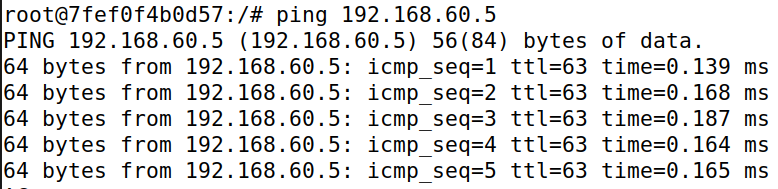 root@7fef0f4b0d57:/# ping 192.168.60.5
PING 192.168.60.5 (192.168.60.5) 56(84) bytes of data.
64 bytes from 192.168.60.5: icmp_seq=1 ttl=63 time=0.139 ms
64 bytes from 192.168.60.5: icmp_seq=2 ttl=63 time=0.168 ms
64 bytes from 192.168.60.5: icmp_seq=3 ttl=63 time=0.187 ms
64 bytes from 192.168.60.5: icmp_seq=4 ttl=63 time=0.164 ms
64 bytes from 192.168.60.5: icmp_seq=5 ttl=63 time=0.165 ms